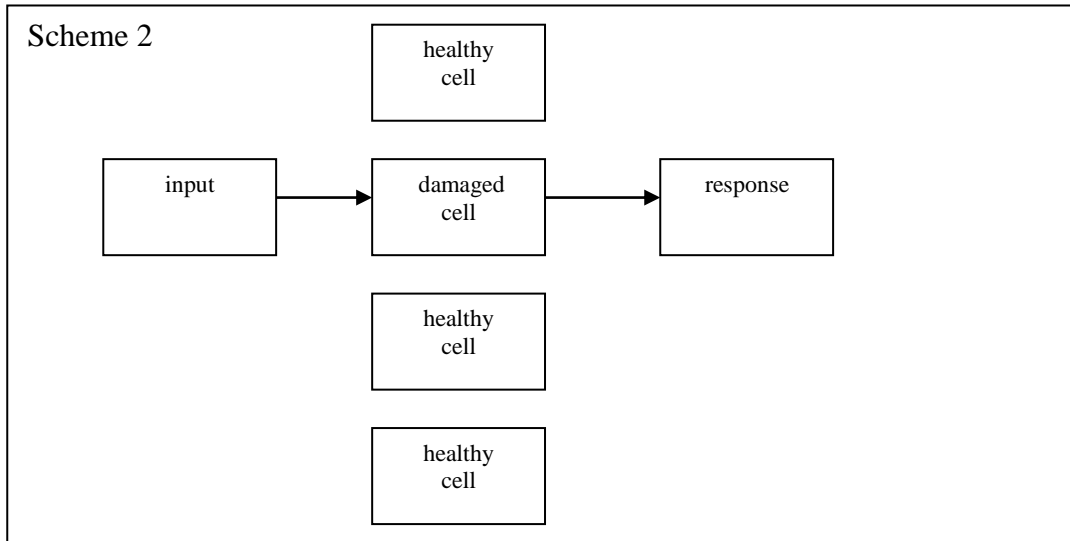 Scheme 2
healthy
cell
input
damaged
cell
response
healthy
cell
healthy
cell